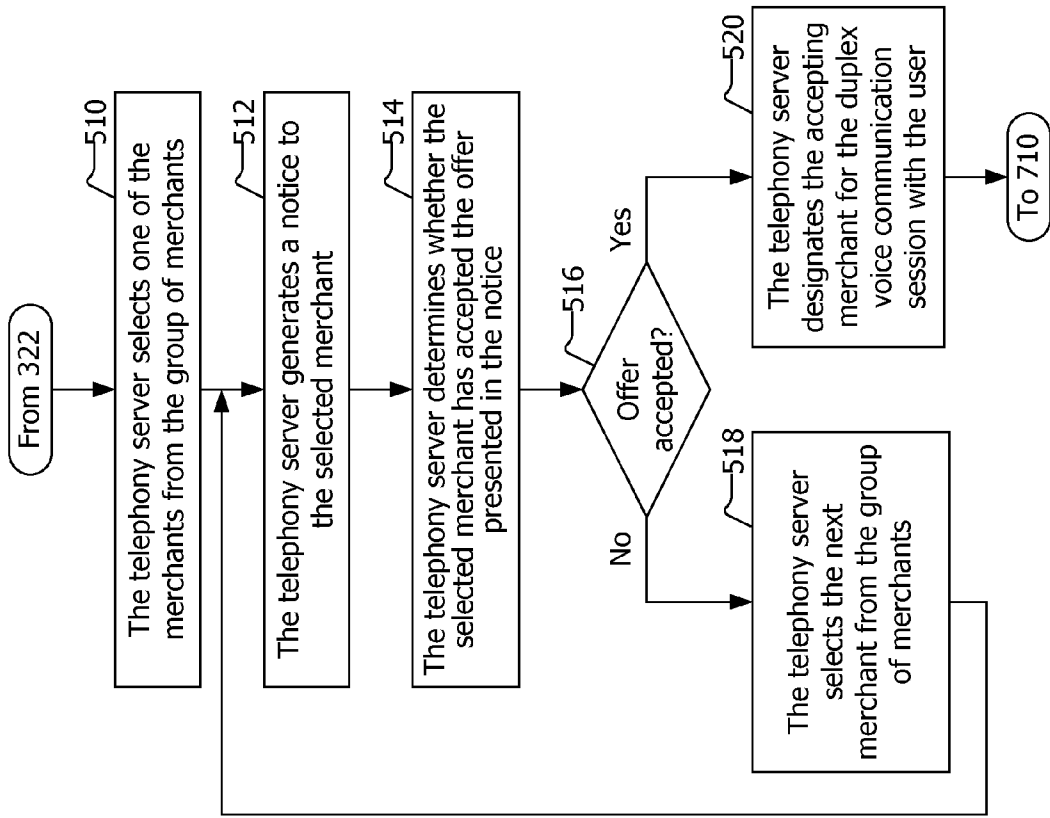 From 322
510
The telephony server selects one of the
merchants from the group of merchants
512
The telephony server generates a notice to
the selected merchant
514
The telephony server determines whether the
selected merchant has accepted the offer
presented in the notice
516
Offer
accepted?
No
Yes
518
The telephony server
selects the next
merchant from the group
of merchants
520
The telephony server
designates the accepting
merchant for the duplex
voice communication
session with the user
To 710